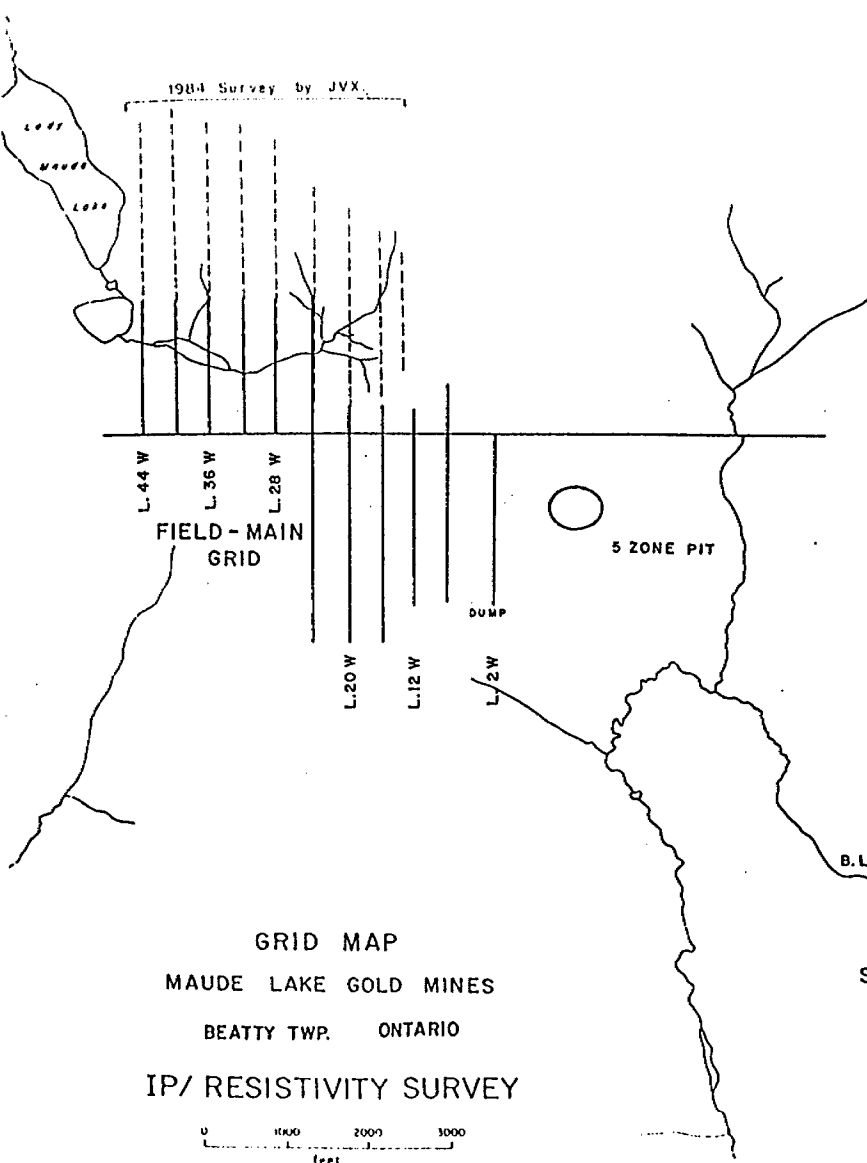 1984 Survey by JVX.
Lady
Maude
Lake
L.44 W
L.36 W
L.28 W
FIELD-MAIN
GRID
5 ZONE PIT
DUMP
L.20 W
L.12 W
L.2W
B.L
S
GRID MAP
MAUDE LAKE GOLD MINES
BEATTY TWP. ONTARIO
IP/ RESISTIVITY SURVEY
0 1000 2000 3000
feet